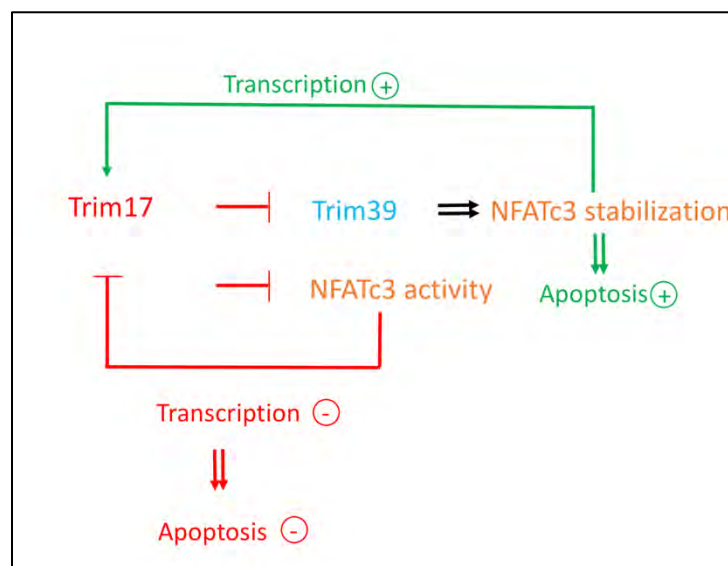 Transcription +
Trim17 Trim39 NFATc3 stabilization
NFATc3 activity Apoptosis +
Transcription -
Apoptosis -